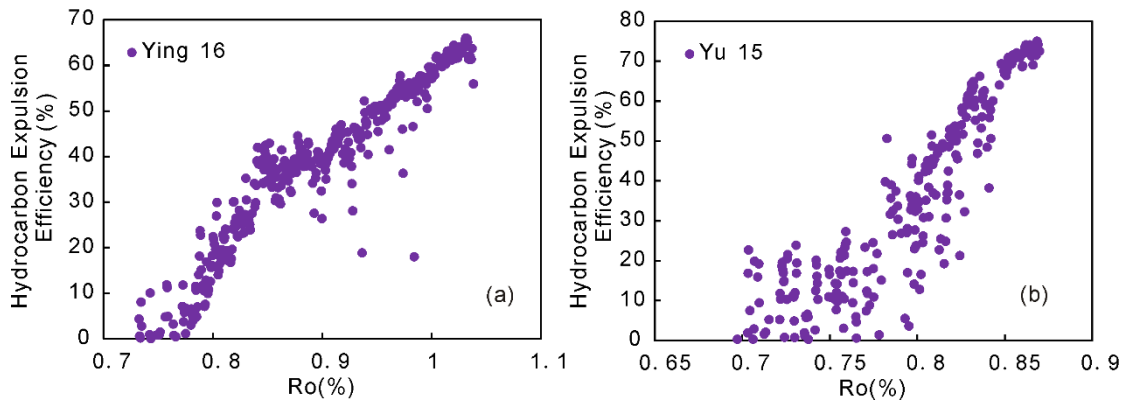 Hydrocarbon Expulsion
Efficiency(%)
70
60
50
40
30
20
10
0
Ying 16
(a)
0.7
0.8
0.9
1
1.1
Ro(%)
Hydrocarbon Expulsion
Efficiency(%)
80
70
60
50
40
30
20
10
0
Yu 15
(b)
0.65
0.7
0.75
0.8
0.85
0.9
Ro(%)